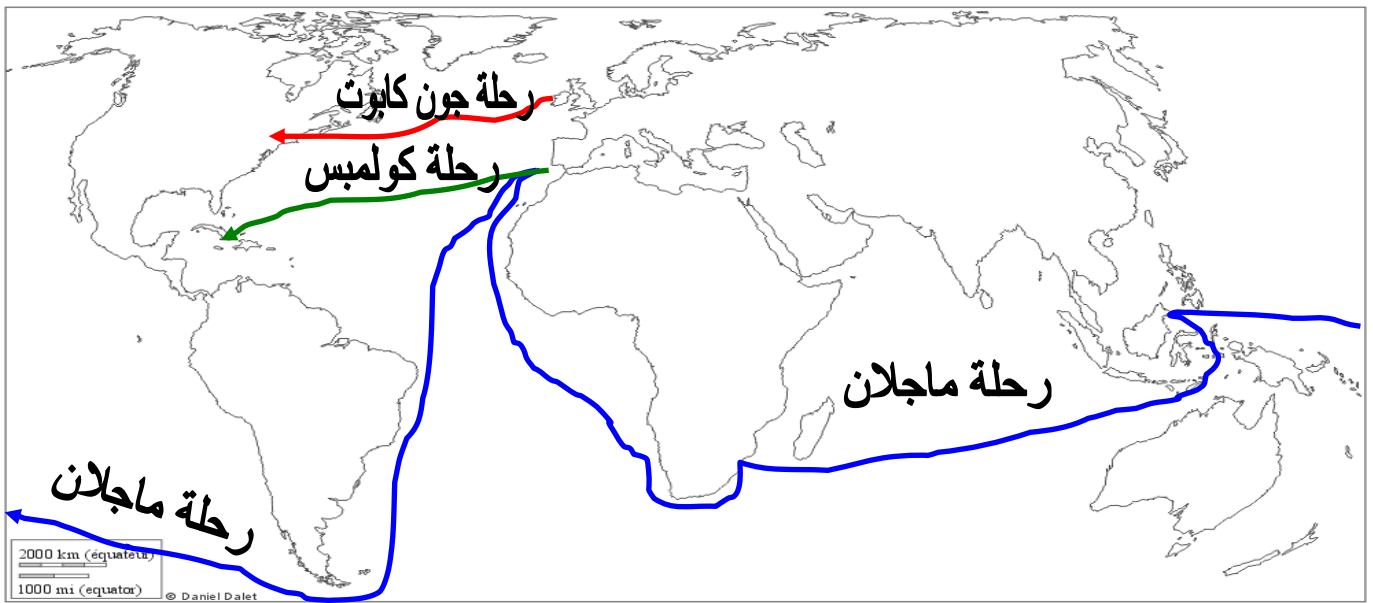 رحلة جون كابوت
رحلة كولمبس
رحلة ماجلان
رحلة ماجلان
2000 km (équateur)
1000 mi (equator)
© Daniel Dalet